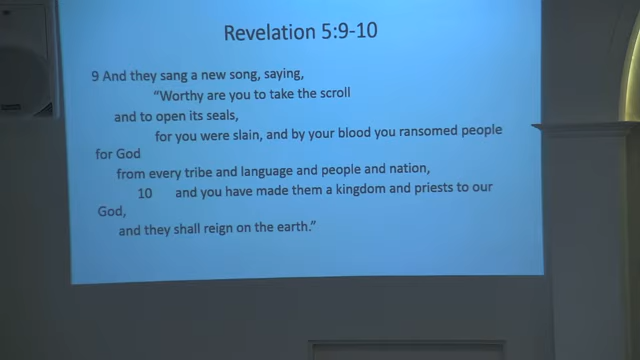 Revelation 5:9-10
9 And they sang a new song, saying,
“Worthy are you to take the scroll
and to open its seals,
for you were slain, and by your blood you ransomed people
for God
from every tribe and language and people and nation,
10 and you have made them a kingdom and priests to our
God,
and they shall reign on the earth.”